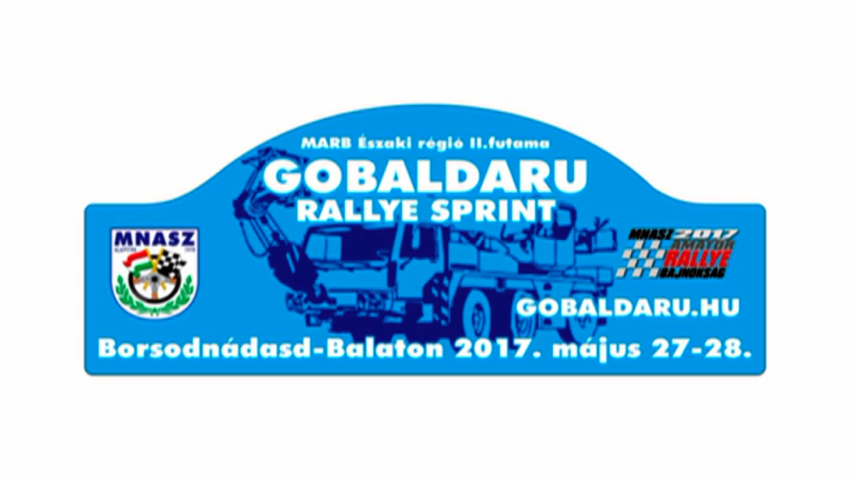 MARB Északi régió II.futama
GOBALDARU
RALLYE SPRINT
MNASZ
MNASZ 2017
AMATŐR
RALLYE
BAJNOKSÁG
GOBALDARU.HU
Borsodnádasd-Balaton 2017. május 27-28.